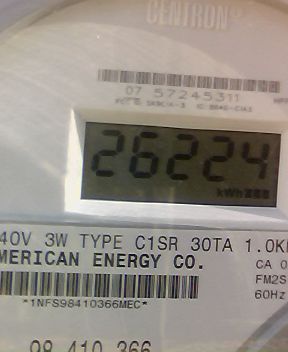 CENTRON
07 57245311
26224
kWh
40V 3W TYPE C1SR 30TA 1.0K
MERICAN ENERGY CO.
CA 0
FM2S
60Hz
*1NFS98410366MEC*
98 410 366